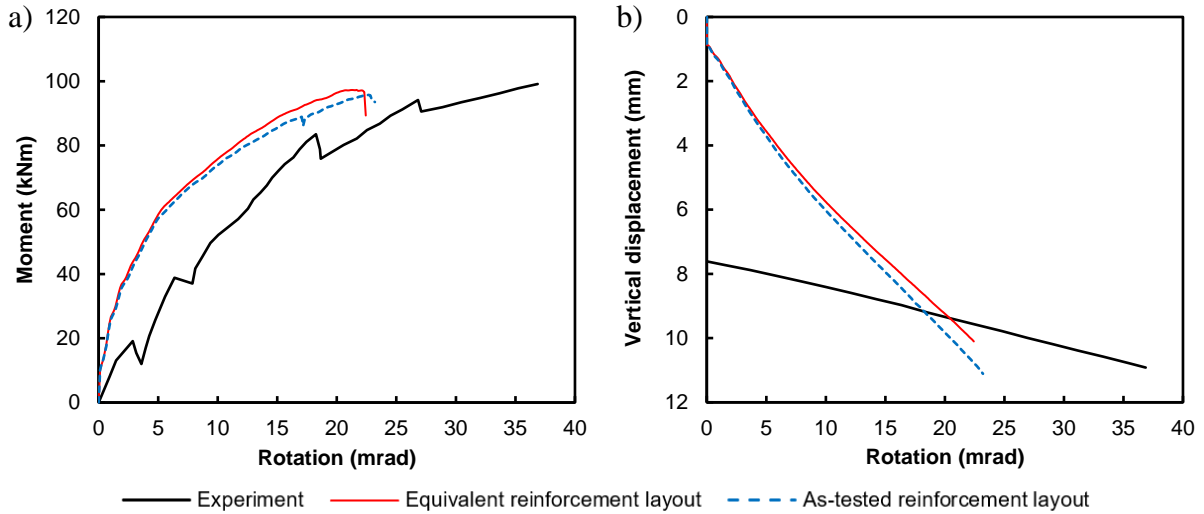 a)
120
100
80
60
40
20
0
Moment (kNm)
0 5 10 15 20 25 30 35 40
Rotation (mrad)
b)
0
2
4
6
8
10
12
Vertical displacement (mm)
0 5 10 15 20 25 30 35 40
Rotation (mrad)
Experiment Equivalent reinforcement layout As-tested reinforcement layout